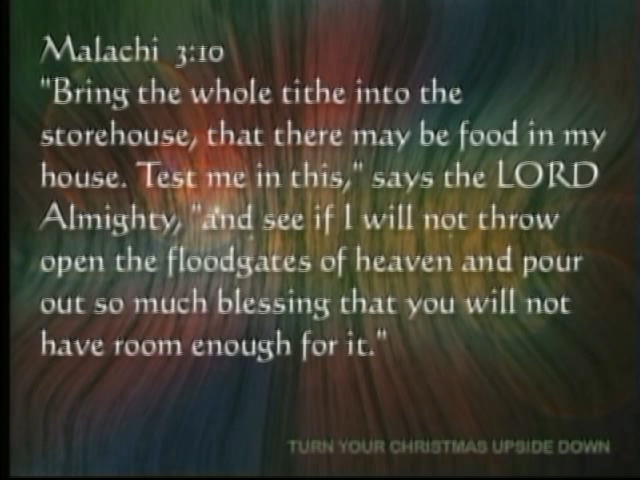 Malachi 3:10
"Bring the whole tithe into the
storehouse, that there may be food in my
house. Test me in this," says the LORD
Almighty, "and see if I will not throw
open the floodgates of heaven and pour
out so much blessing that you will not
have room enough for it."
TURN YOUR CHRISTMAS UPSIDE DOWN